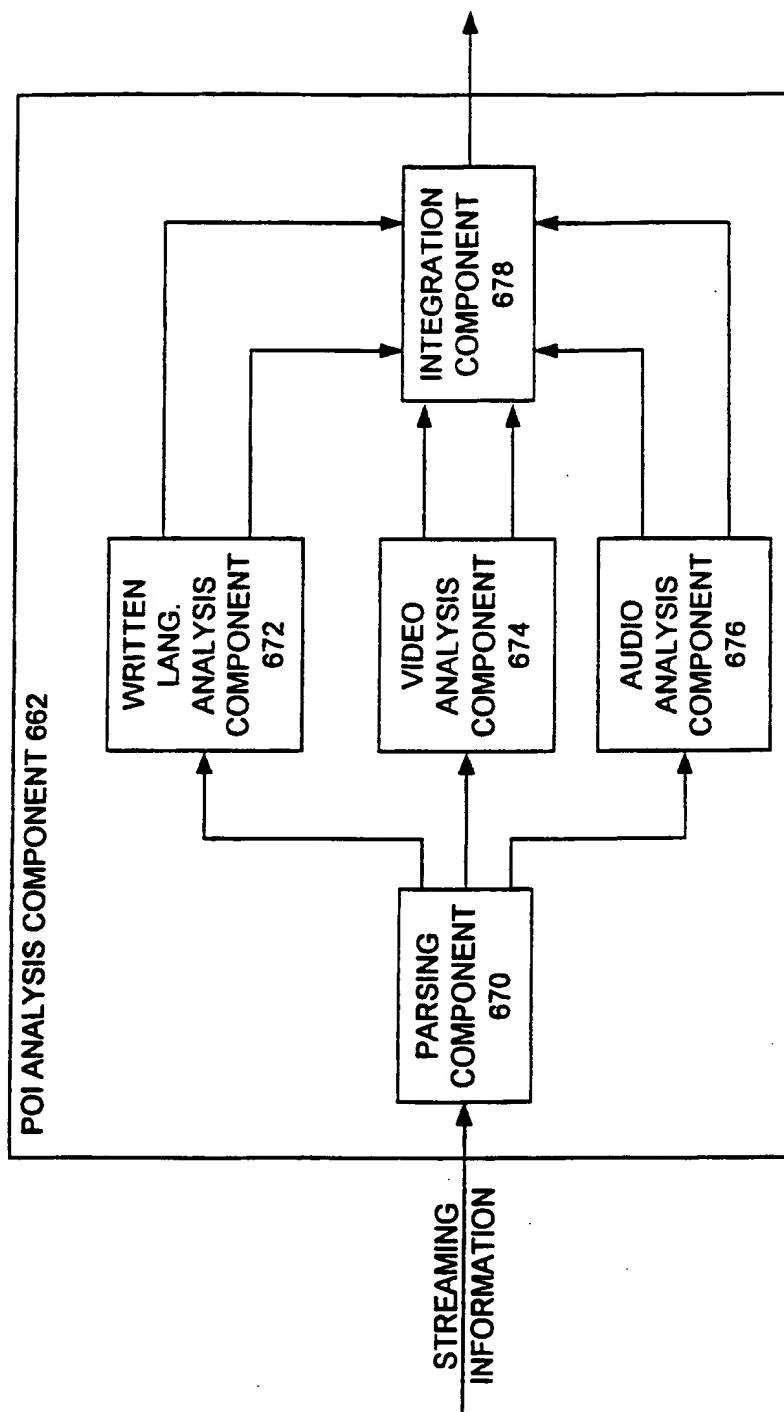 POI ANALYSIS COMPONENT 662
STREAMING
INFORMATION
PARSING
COMPONENT
670
WRITTEN
LANG.
ANALYSIS
COMPONENT
672
VIDEO
ANALYSIS
COMPONENT
674
AUDIO
ANALYSIS
COMPONENT
676
INTEGRATION
COMPONENT
678